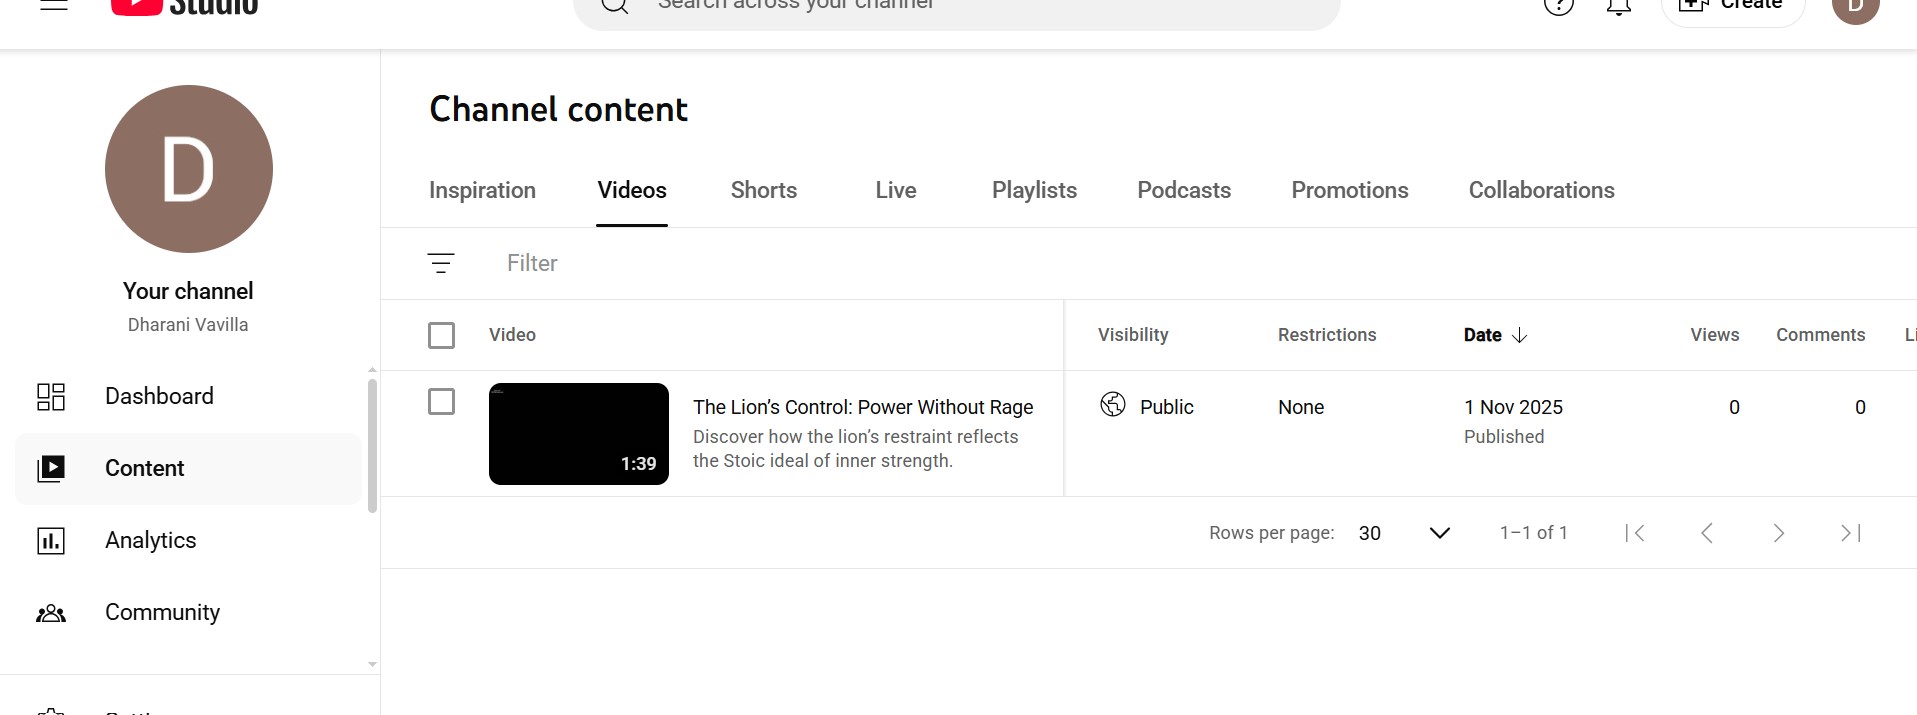 Studio
Search across your channel
Create
D
D
Your channel
Dharani Vavilla
Dashboard
Content
Analytics
Community
Channel content
Inspiration
Videos
Shorts
Live
Playlists
Podcasts
Promotions
Collaborations
Filter
Video
Visibility
Restrictions
Date
Views
Comments
1:39
The Lion’s Control: Power Without Rage
Discover how the lion’s restraint reflects
the Stoic ideal of inner strength.
Public
None
1 Nov 2025
Published
0
0
Rows per page:
30
1–1 of 1